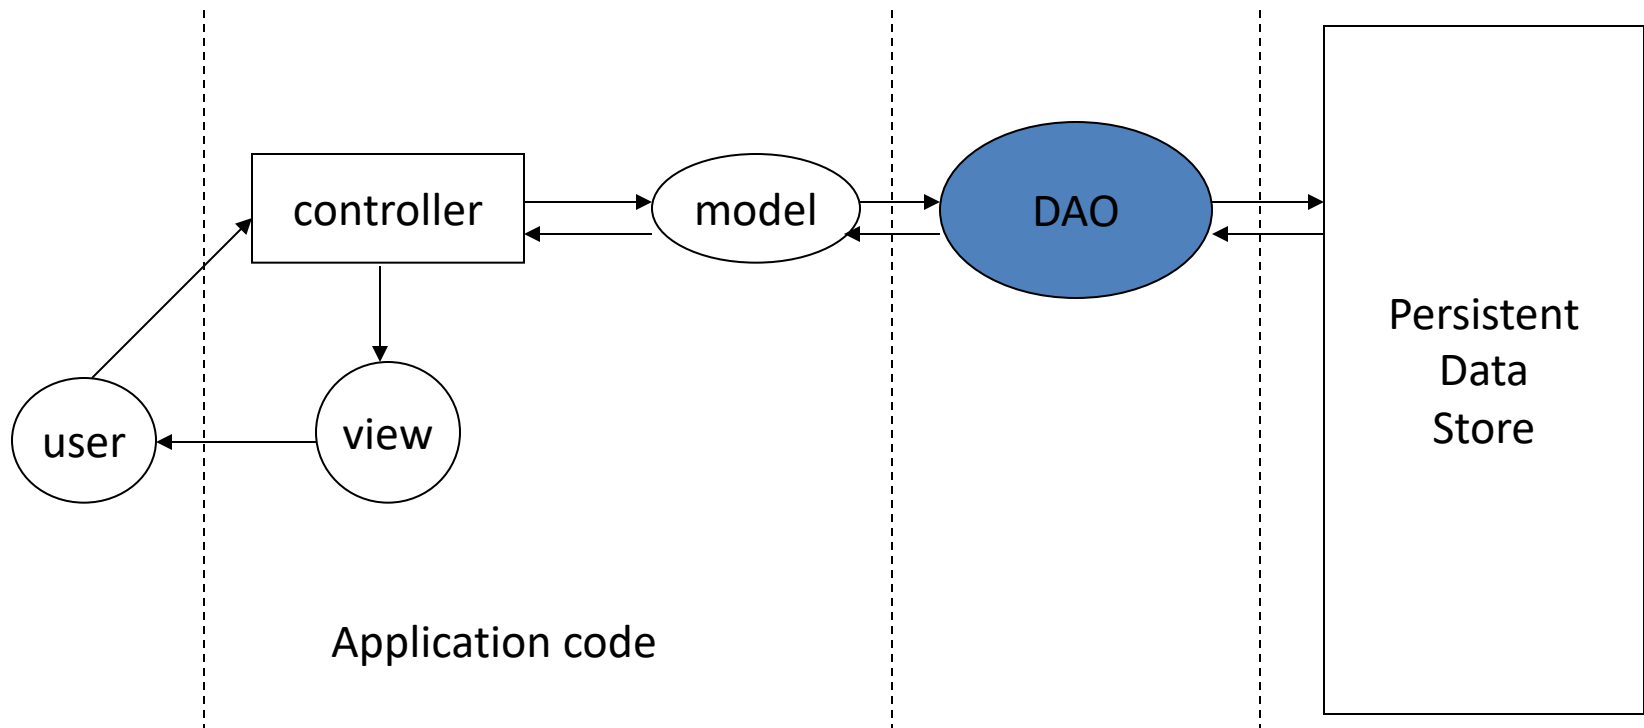 controller
model
DAO
Persistent
Data
Store
user
view
Application code